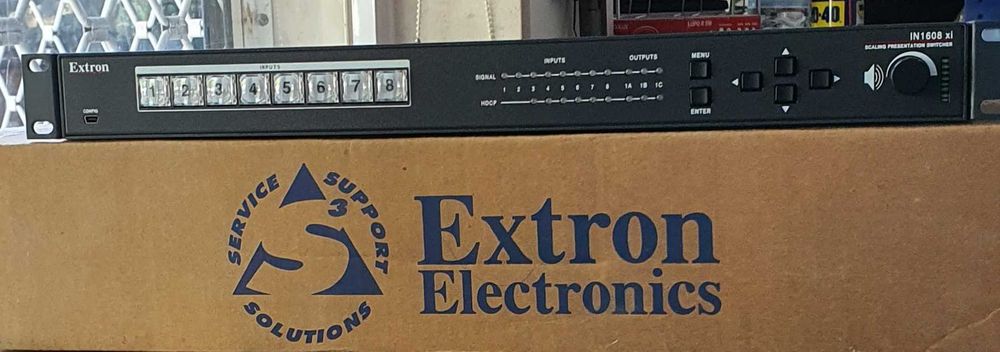 IN1608 xi
SCALING PRESENTATION SWITCHER
Extron
INPUTS
1 2 3 4 5 6 7 8
CONFIG
INPUTS OUTPUTS
SIGNAL
1 2 3 4 5 6 7 8 1A 1B 1C
HDCP
MENU
ENTER
SERVICE
SUPPORT
SOLUTIONS
3
Extron
Electronics